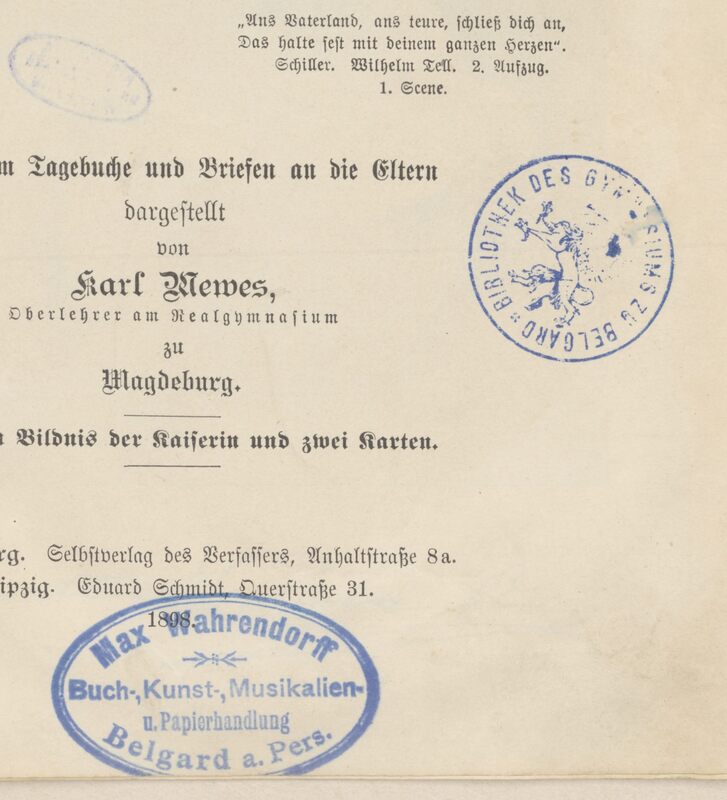 „Ans Vaterland, ans teure, schließ dich an,
Das halte fest mit deinem ganzen Herzen“.
Schiller. Wilhelm Tell. 2. Aufzug.
1. Scene.
m Tagebuche und Briefen an die Eltern
dargestellt
von
Karl Mewes,
Oberlehrer am Realgymnasium
zu
Magdeburg.
BIBLIOTHEK DES GYMNASIUMS ZU BELGARD
n Bildnis der Kaiserin und zwei Karten.
rg. Selbstverlag des Verfassers, Anhaltstraße 8a.
ipzig. Eduard Schmidt, Querstraße 31.
1898.
Max Wahrendorff
Buch-, Kunst-, Musikalien-
u. Papierhandlung
Belgard a. Pers.